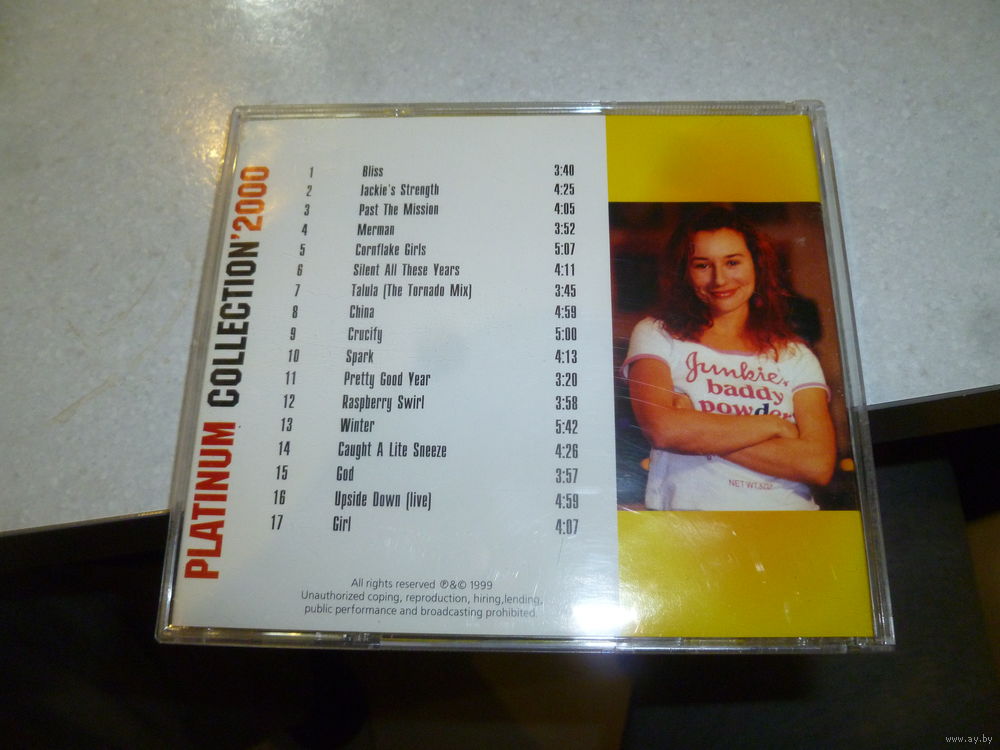 PLATINUM COLLECTION'2000
1 Bliss 3:40
2 Jackie's Strength 4:25
3 Past The Mission 4:05
4 Merman 3:52
5 Cornflake Girls 5:07
6 Silent All These Years 4:11
7 Talula (The Tornado Mix) 3:45
8 China 4:59
9 Crucify 5:00
10 Spark 4:13
11 Pretty Good Year 3:20
12 Raspberry Swirl 3:58
13 Winter 5:42
14 Caught A Lite Sneeze 4:26
15 God 3:57
16 Upside Down (live) 4:59
17 Girl 4:07
All rights reserved ℗&© 1999
Unauthorized coping, reproduction, hiring,lending,
public performance and broadcasting prohibited.
Junkie
baddy
powder
NET WT.
www.ay.by